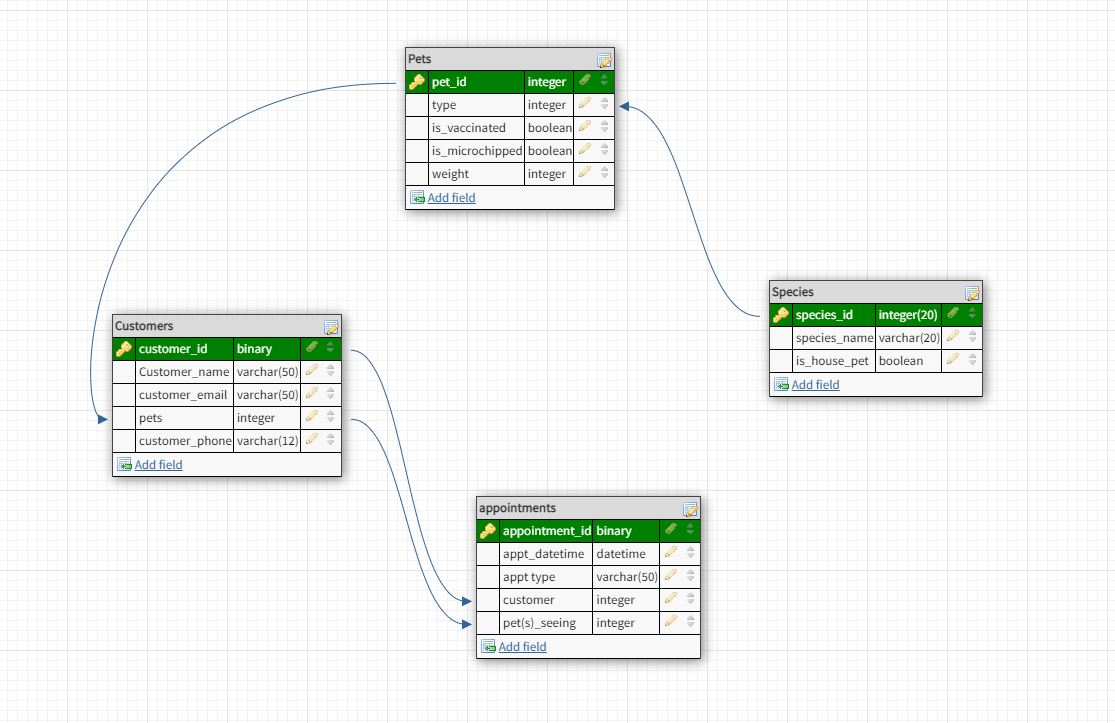 Pets
pet_id integer
type integer
is_vaccinated boolean
is_microchipped boolean
weight integer
Add field
Species
species_id integer(20)
species_name varchar(20)
is_house_pet boolean
Add field
Customers
customer_id binary
Customer_name varchar(50)
customer_email varchar(50)
pets integer
customer_phone varchar(12)
Add field
appointments
appointment_id binary
appt_datetime datetime
appt type varchar(50)
customer integer
pet(s)_seeing integer
Add field